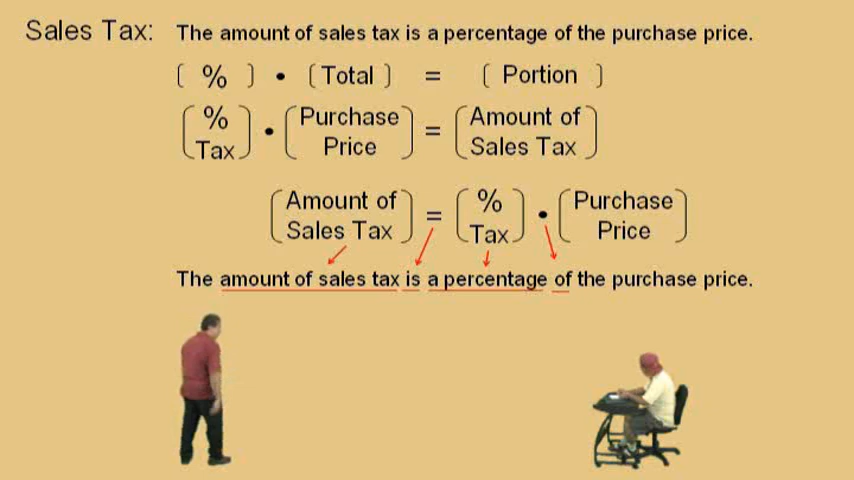 Sales Tax: The amount of sales tax is a percentage of the purchase price.
( % ) • ( Total ) = ( Portion )
( % Tax ) • ( Purchase Price ) = ( Amount of Sales Tax )
( Amount of Sales Tax ) = ( % Tax ) • ( Purchase Price )
The amount of sales tax is a percentage of the purchase price.